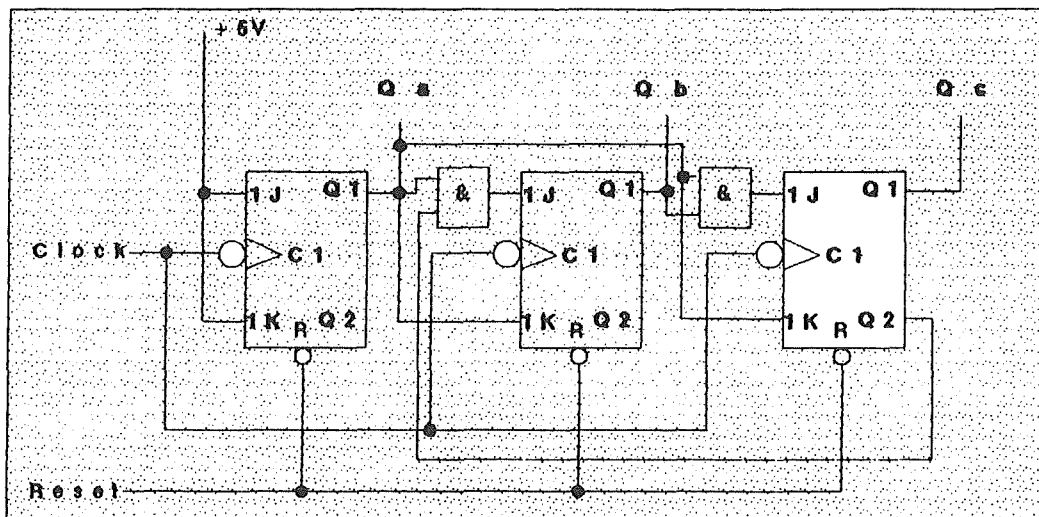 + 5V
Q a
Q b
Q c
1J Q1
&
1J Q1
&
1J Q1
Clock
C1
C1
C1
1K R Q2
1K R Q2
1K R Q2
Reset